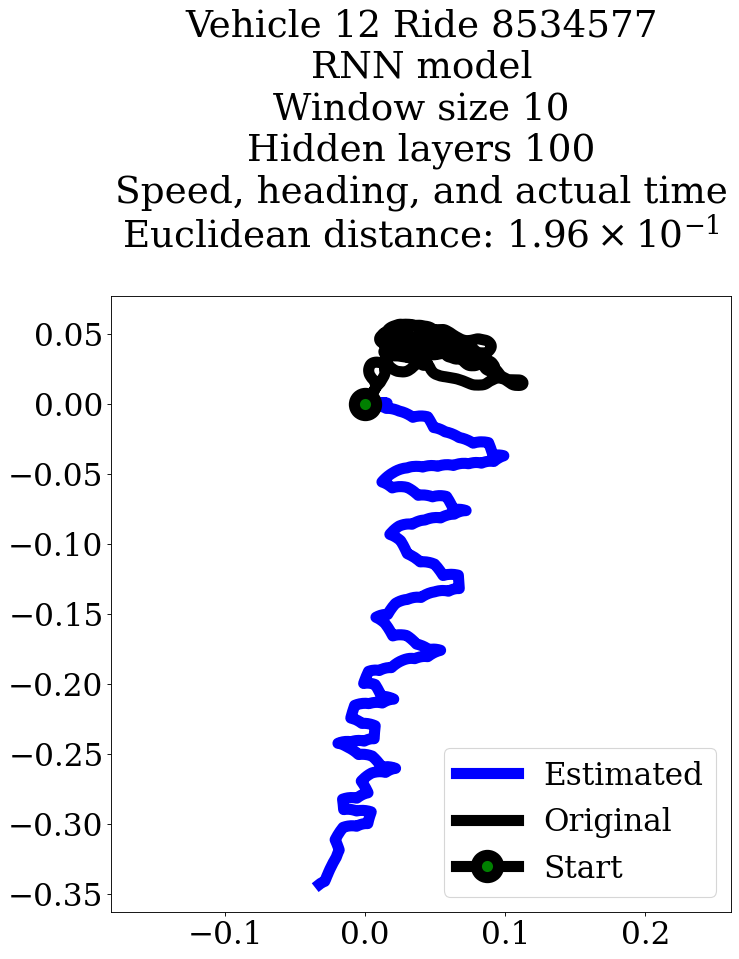 Vehicle 12 Ride 8534577
RNN model
Window size 10
Hidden layers 100
Speed, heading, and actual time
Euclidean distance: 1.96 × 10⁻¹
0.05
0.00
−0.05
−0.10
−0.15
−0.20
−0.25
−0.30
−0.35
Estimated
Original
Start
−0.1 0.0 0.1 0.2